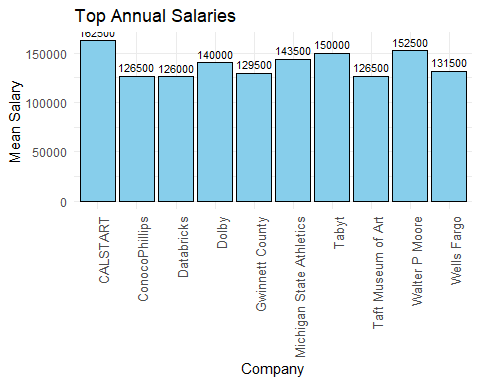 Top Annual Salaries
162500
126500
126000
140000
129500
143500
150000
126500
152500
131500
Mean Salary
150000
100000
50000
0
CALSTART
ConocoPhillips
Databricks
Dolby
Gwinnett County
Michigan State Athletics
Tabyt
Taft Museum of Art
Walter P Moore
Wells Fargo
Company